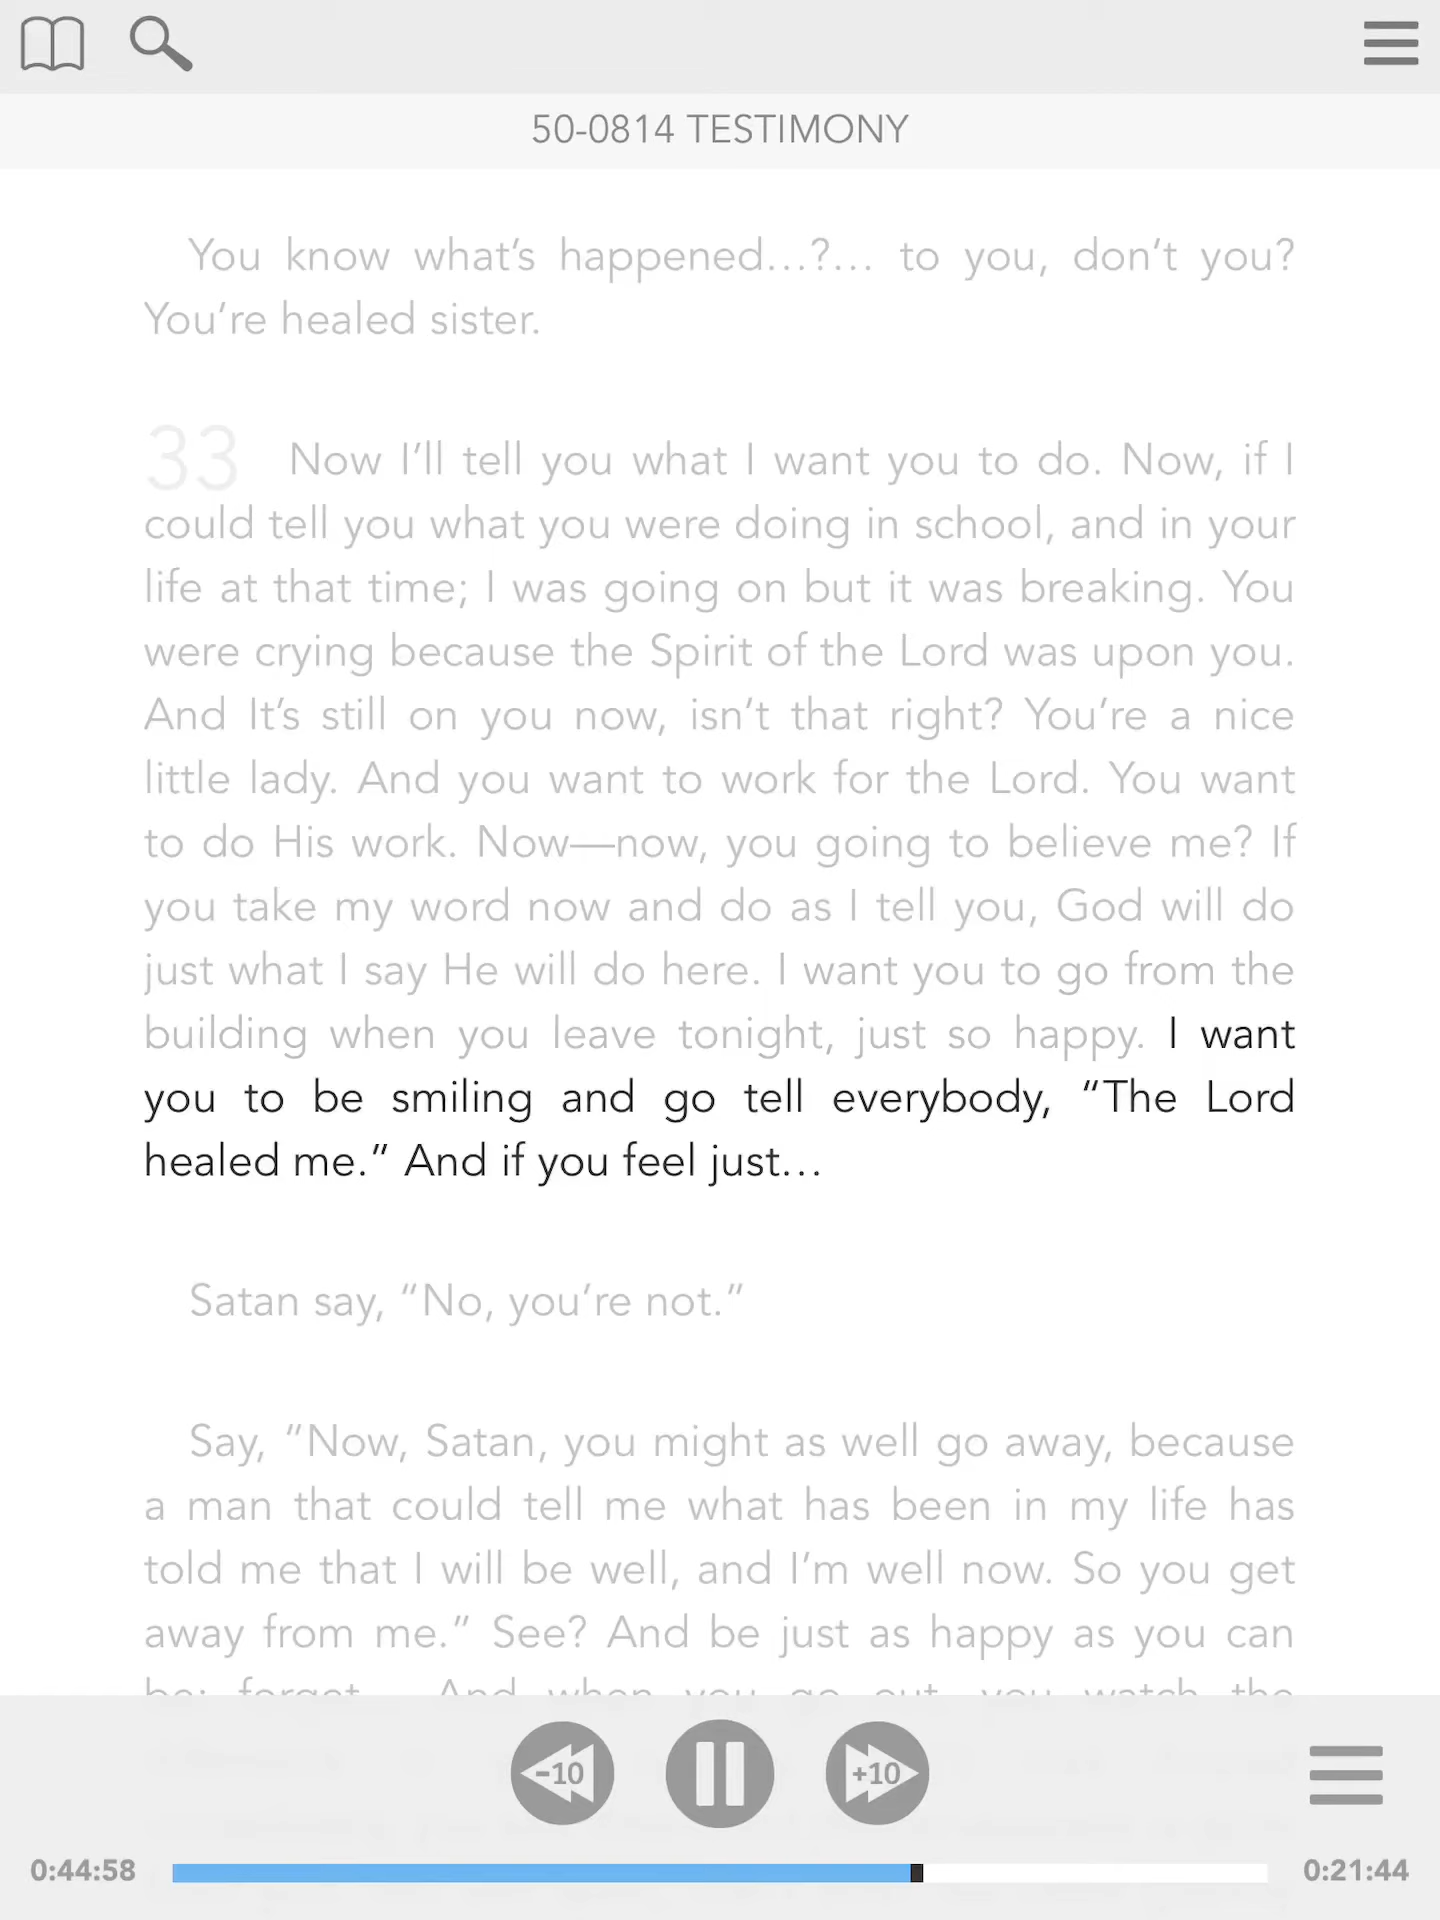 50-0814 TESTIMONY
You know what’s happened…?… to you, don’t you?
You’re healed sister.
33 Now I’ll tell you what I want you to do. Now, if I
could tell you what you were doing in school, and in your
life at that time; I was going on but it was breaking. You
were crying because the Spirit of the Lord was upon you.
And It’s still on you now, isn’t that right? You’re a nice
little lady. And you want to work for the Lord. You want
to do His work. Now—now, you going to believe me? If
you take my word now and do as I tell you, God will do
just what I say He will do here. I want you to go from the
building when you leave tonight, just so happy. I want
you to be smiling and go tell everybody, “The Lord
healed me.” And if you feel just…
Satan say, “No, you’re not.”
Say, “Now, Satan, you might as well go away, because
a man that could tell me what has been in my life has
told me that I will be well, and I’m well now. So you get
away from me.” See? And be just as happy as you can
be; forget… And when you go out, you watch the
-10 +10
0:44:58 0:21:44